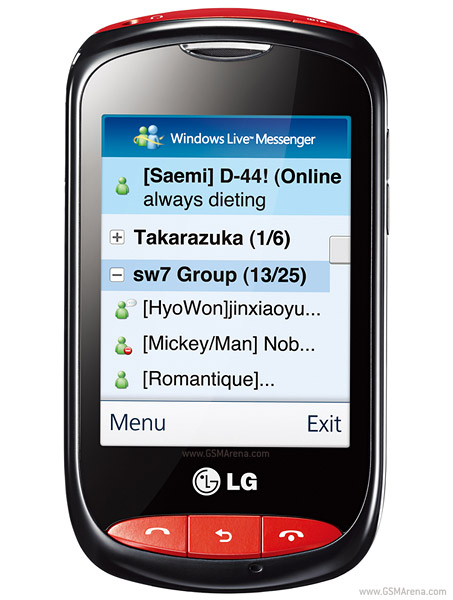 Windows Live™ Messenger
[Saemi] D-44! (Online
always dieting
Takarazuka (1/6)
sw7 Group (13/25)
[HyoWon]jinxiaoyu...
[Mickey/Man] Nob...
[Romantique]...
Menu Exit
www.GSMArena.com
LG
www.GSMArena.com